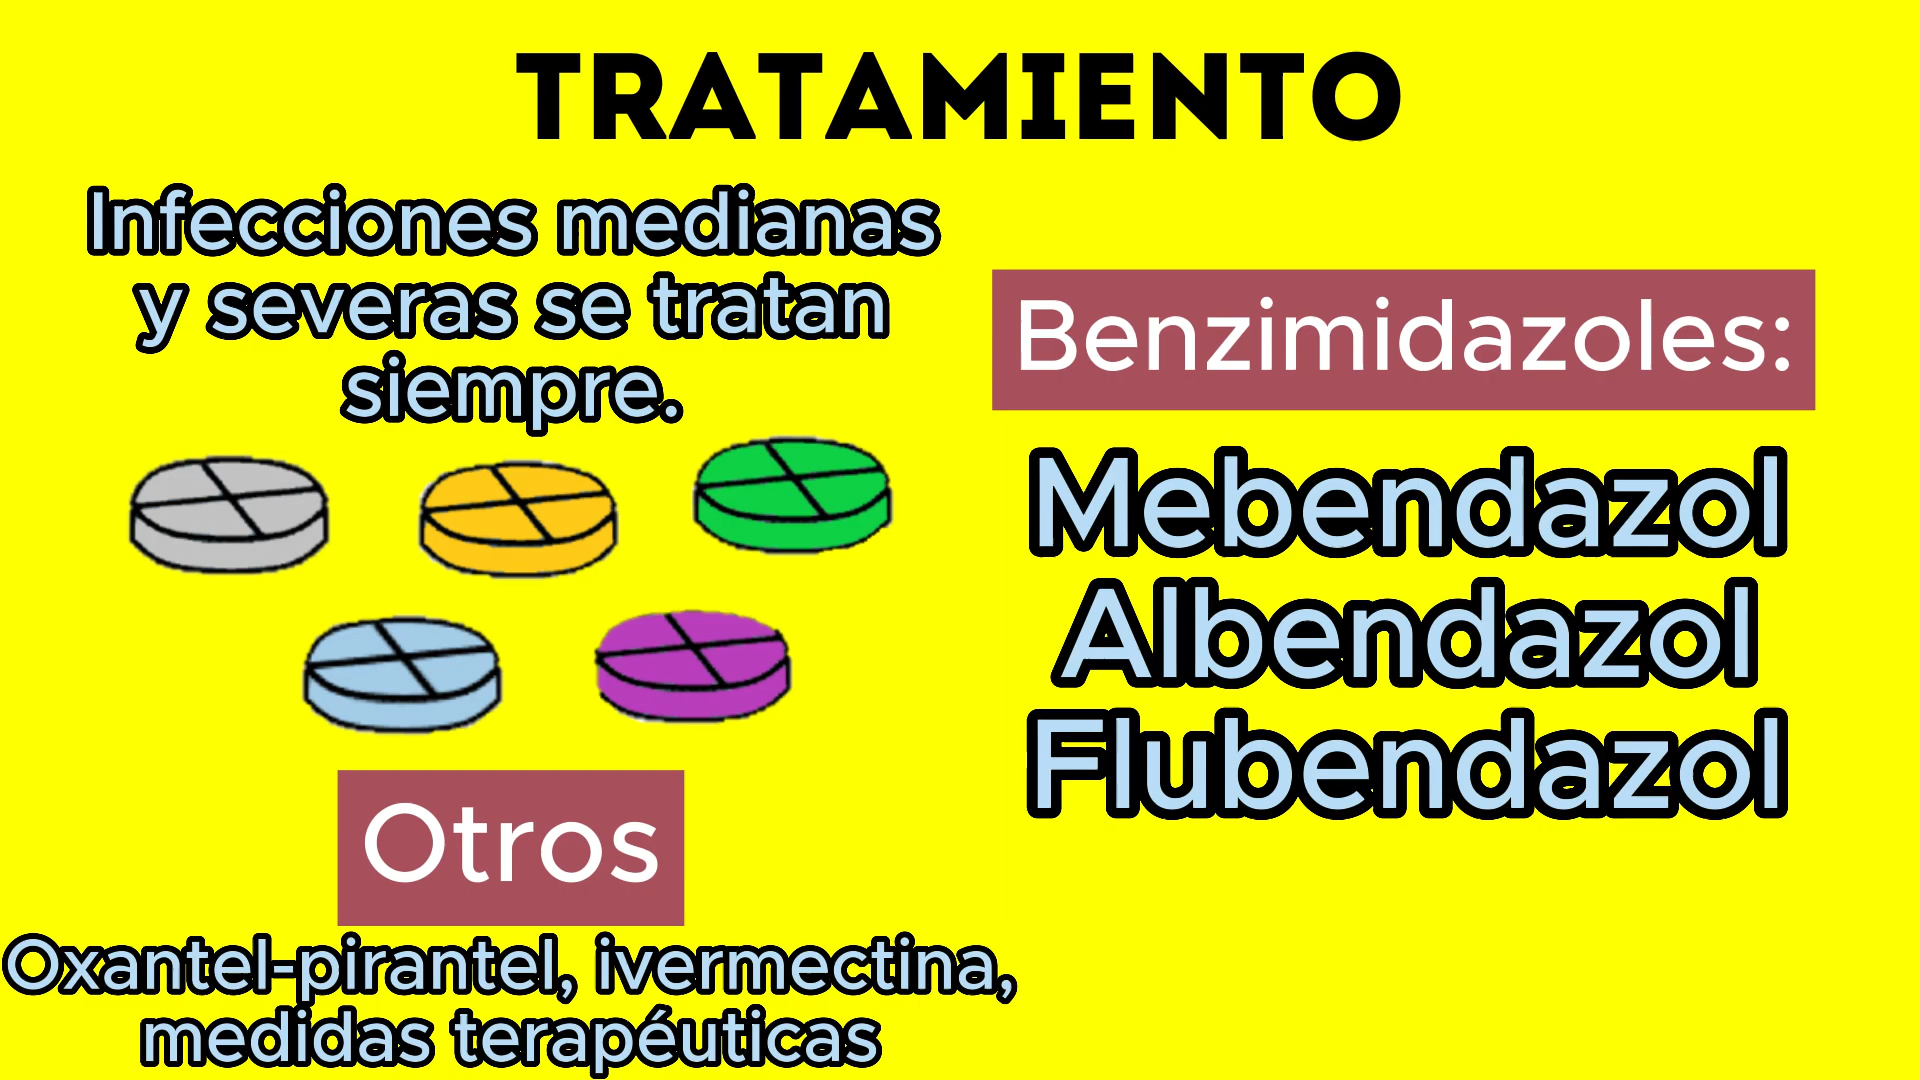 TRATAMIENTO
Infecciones medianas
y severas se tratan
siempre.
Benzimidazoles:
Mebendazol
Albendazol
Flubendazol
Otros
Oxantel-pirantel, ivermectina,
medidas terapéuticas